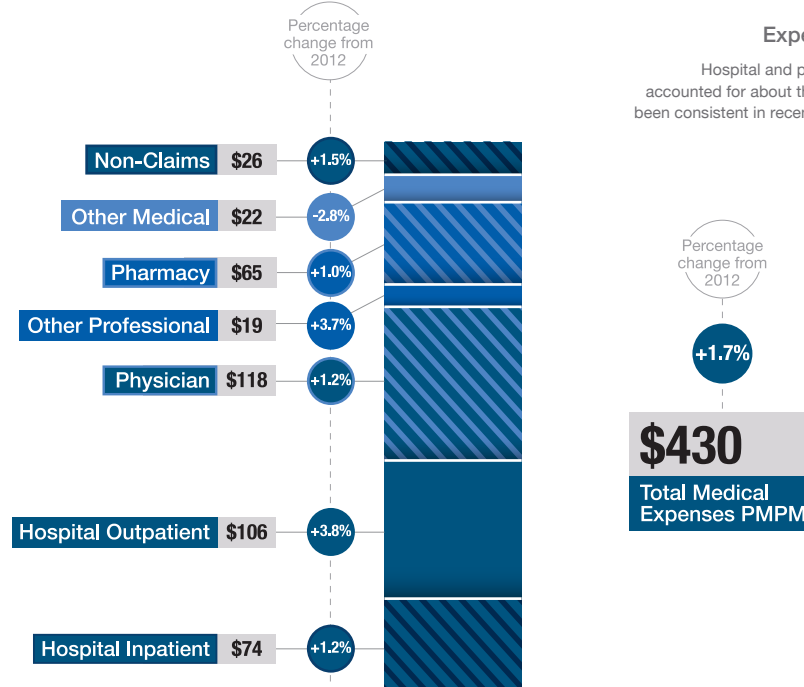 Percentage
change from
2012
Non-Claims $26 +1.5%
Other Medical $22 -2.8%
Pharmacy $65 +1.0%
Other Professional $19 +3.7%
Physician $118 +1.2%
Hospital Outpatient $106 +3.8%
Hospital Inpatient $74 +1.2%
Hospital and
accounted for about
been consistent in
Percentage
change from
2012
+1.7%
$430
Total Medical
Expenses PMPM